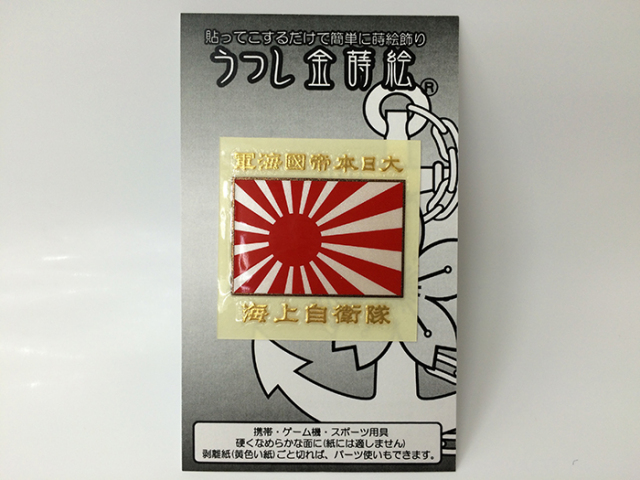 貼ってこするだけで簡単に蒔絵飾り
うつし金蒔絵®
軍海國帝本日大
海上自衛隊
携帯・ゲーム機・スポーツ用具
硬くなめらかな面に(紙には適しません)
剥離紙(黄色い紙)ごと切れば、パーツ使いもできます。